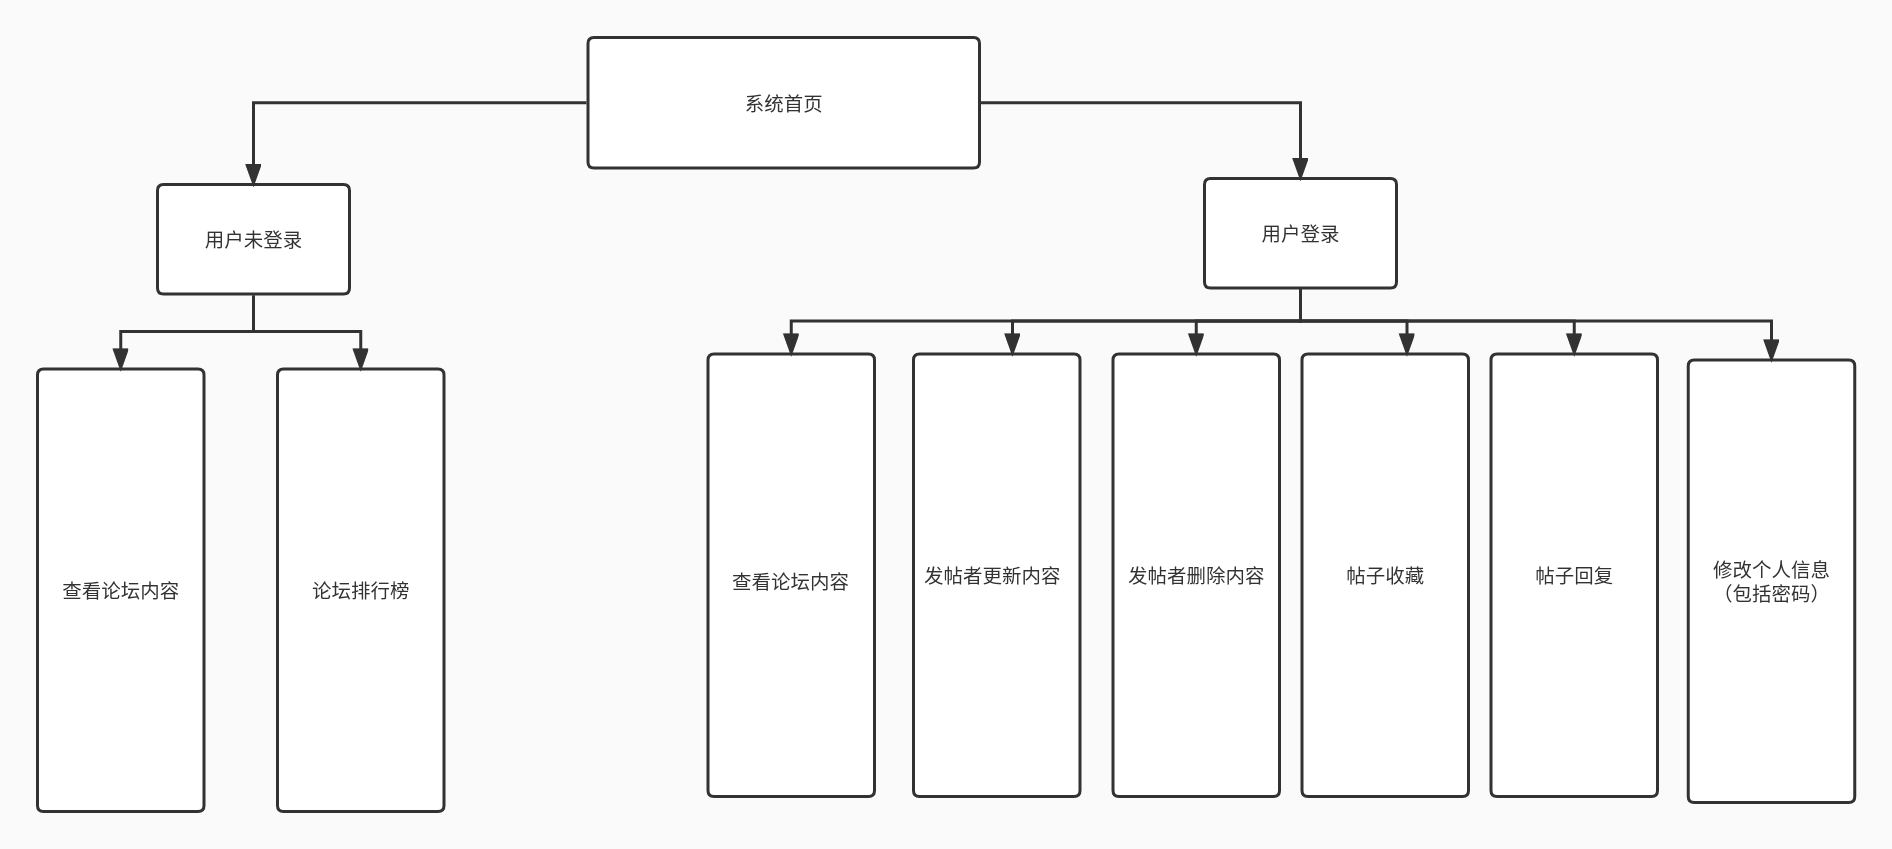 系统首页
用户未登录
用户登录
查看论坛内容
论坛排行榜
查看论坛内容
发帖者更新内容
发帖者删除内容
帖子收藏
帖子回复
修改个人信息
（包括密码）